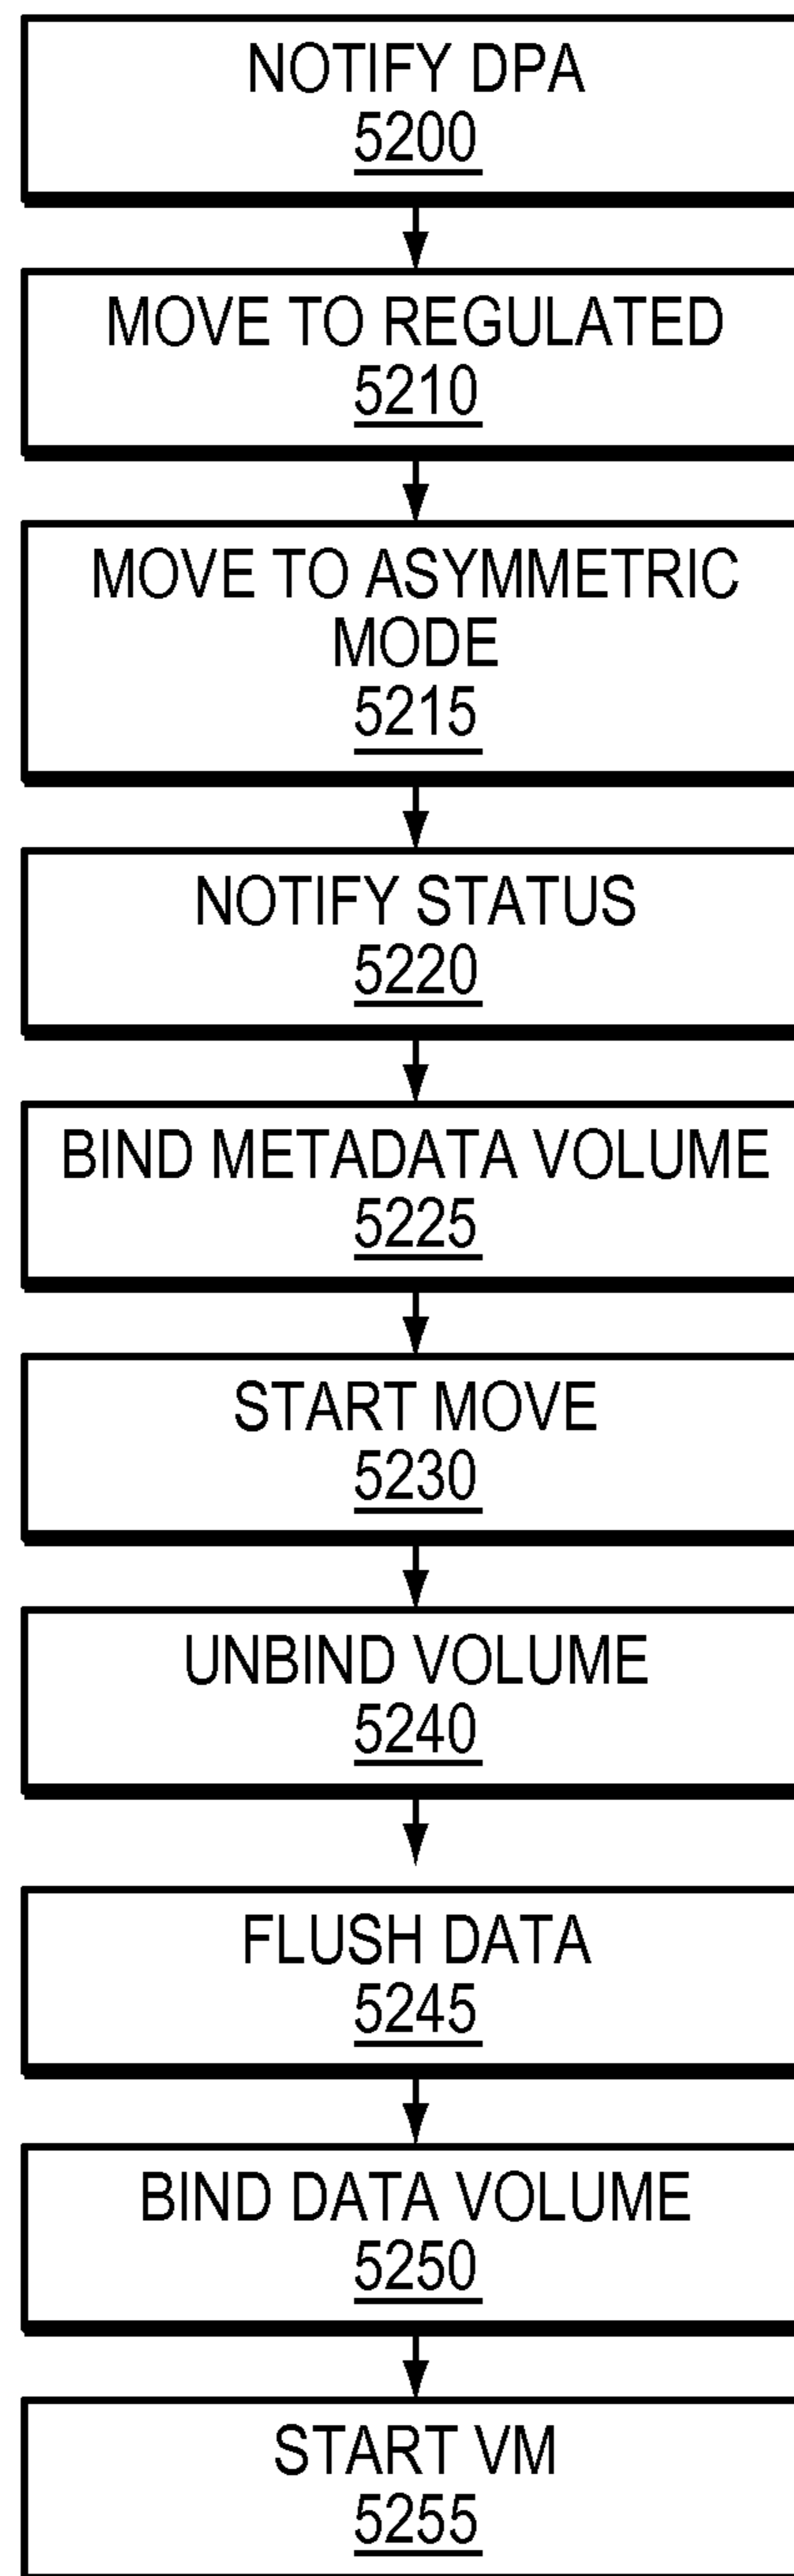 NOTIFY DPA
5200
MOVE TO REGULATED
5210
MOVE TO ASYMMETRIC
MODE
5215
NOTIFY STATUS
5220
BIND METADATA VOLUME
5225
START MOVE
5230
UNBIND VOLUME
5240
FLUSH DATA
5245
BIND DATA VOLUME
5250
START VM
5255